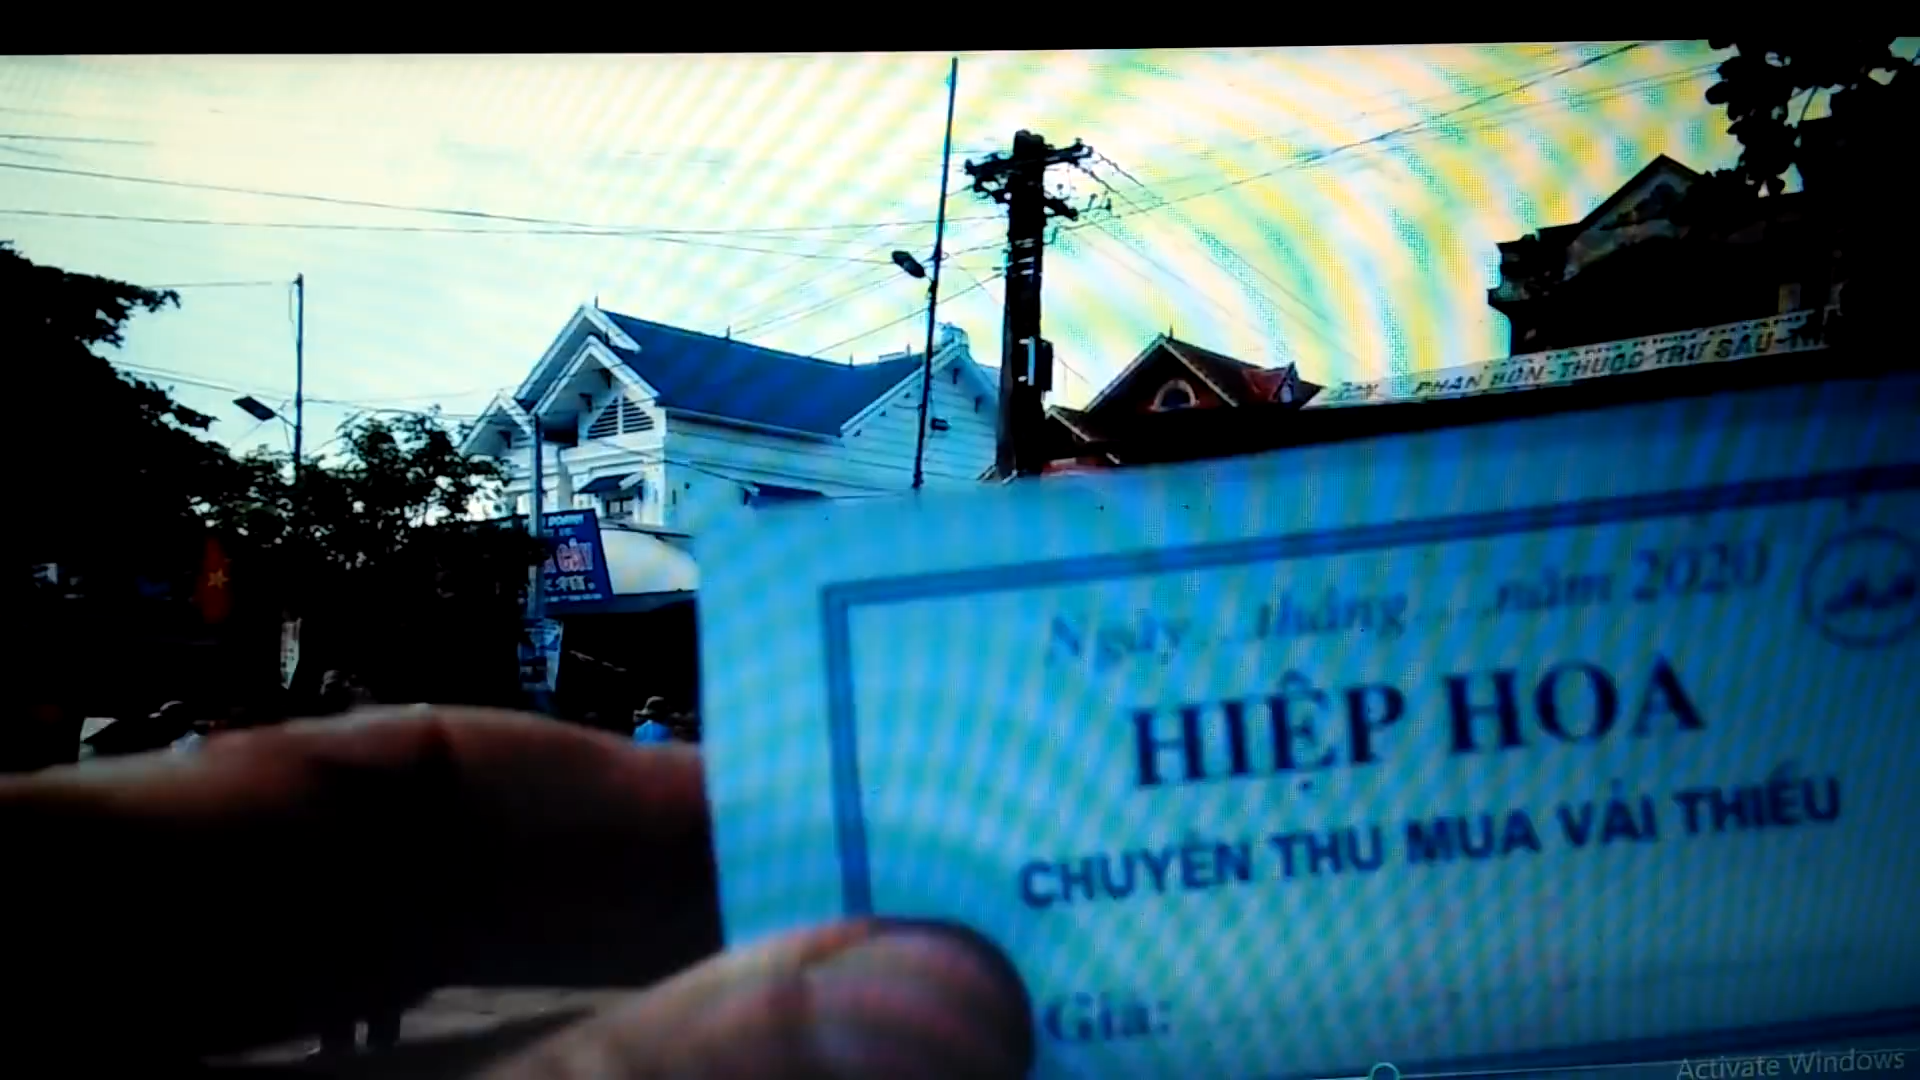 PHÂN BÓN-THUỐC TRỪ SÂU
CÂY
Ngày ... tháng ... năm 2020
HIỆP HOA
CHUYÊN THU MUA VẢI THIỀU
Giá:
Activate Windows